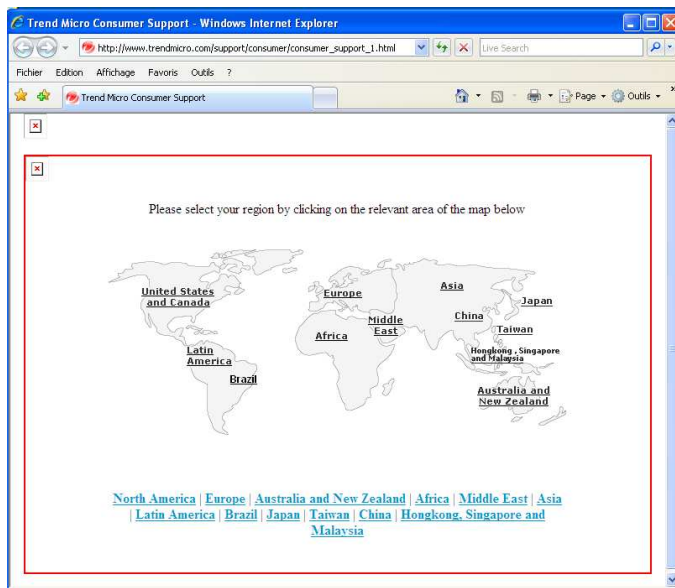 Trend Micro Consumer Support - Windows Internet Explorer
http://www.trendmicro.com/support/consumer/consumer_support_1.html
Live Search
Fichier Edition Affichage Favoris Outils ?
Trend Micro Consumer Support
Page
Outils
»
Please select your region by clicking on the relevant area of the map below
United States
and Canada
Europe
Asia
Japan
China
Middle
East
Africa
Taiwan
Latin
America
Hongkong , Singapore
and Malaysia
Brazil
Australia and
New Zealand
North America | Europe | Australia and New Zealand | Africa | Middle East | Asia
| Latin America | Brazil | Japan | Taiwan | China | Hongkong, Singapore and
Malaysia